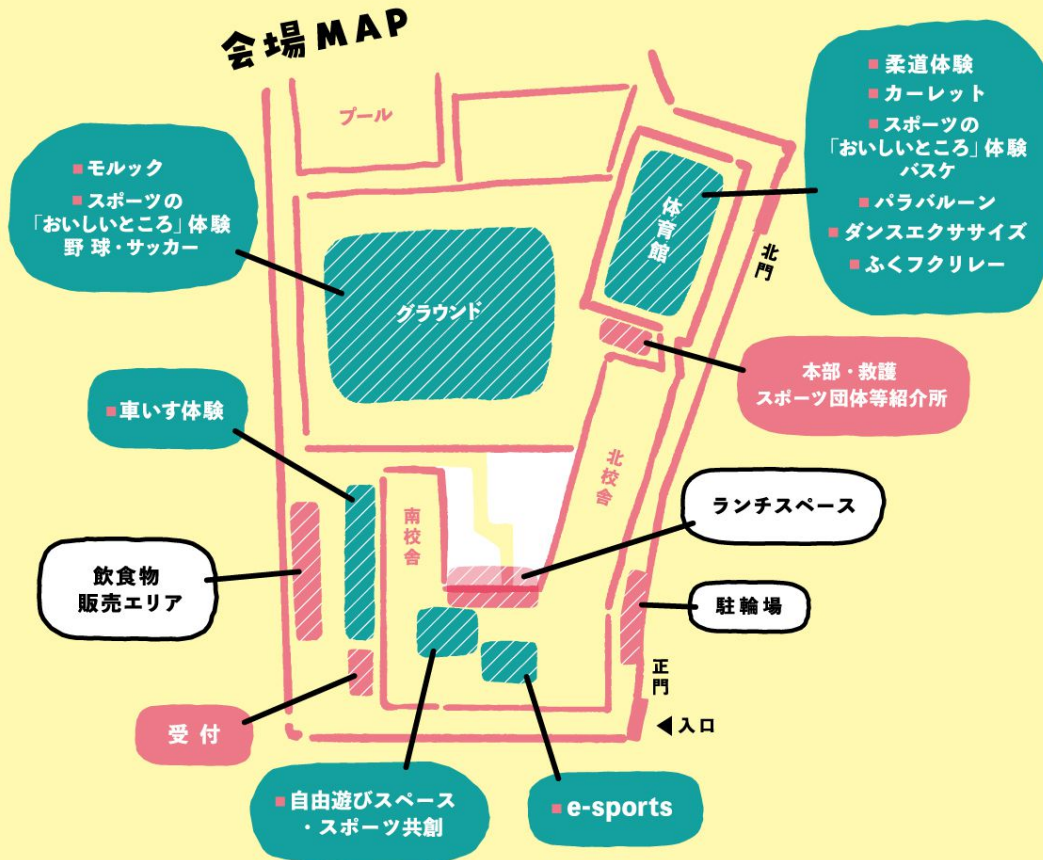 会場MAP
プール
■ 柔道体験
■ カーレット
■ スポーツの
「おいしいところ」体験
バスケ
■ パラバルーン
■ ダンスエクササイズ
■ ふくフクリレー
■ モルック
■ スポーツの
「おいしいところ」体験
野球・サッカー
体育館
北門
グラウンド
本部・救護
スポーツ団体等紹介所
■ 車いす体験
北校舎
南校舎
ランチスペース
飲食物
販売エリア
駐輪場
正門
入口
受付
■ 自由遊びスペース
・スポーツ共創
■ e-sports